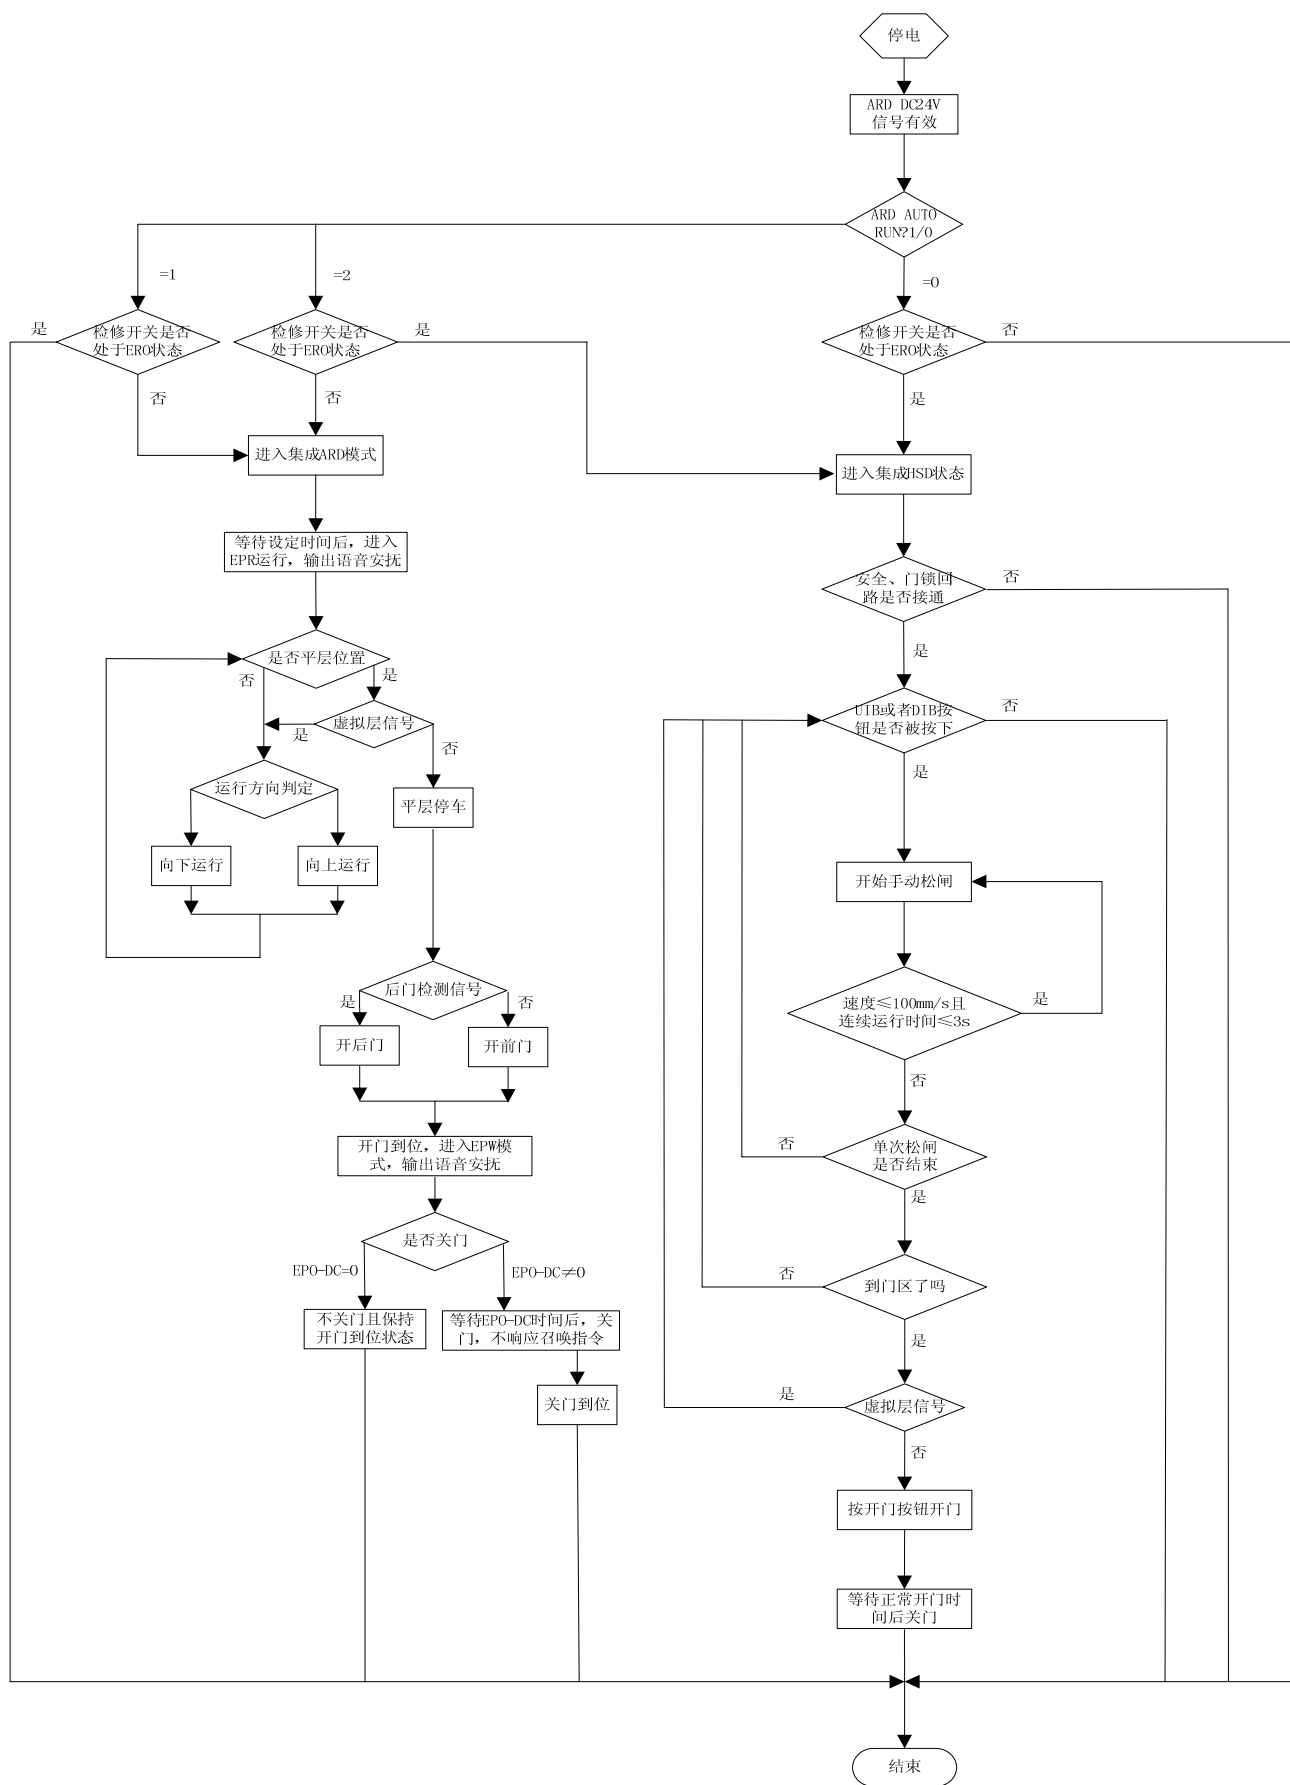 停电
ARD DC24V
信号有效
ARD AUTO
RUN?1/0
=1
=2
=0
检修开关是否
处于ERO状态
是
否
检修开关是否
处于ERO状态
是
否
检修开关是否
处于ERO状态
否
是
进入集成ARD模式
进入集成HSD状态
等待设定时间后，进入
EPR运行，输出语音安抚
安全、门锁回
路是否接通
否
是
是否平层位置
否
是
虚拟层信号
是
否
UIB或者DIB按
钮是否被按下
否
是
运行方向判定
平层停车
向下运行
向上运行
开始手动松闸
后门检测信号
是
否
速度≤100mm/s且
连续运行时间≤3s
是
否
开后门
开前门
开门到位，进入EPW模
式，输出语音安抚
单次松闸
是否结束
否
是
是否关门
EPO-DC=0
EPO-DC≠0
到门区了吗
否
是
不关门且保持
开门到位状态
等待EPO-DC时间后，关
门，不响应召唤指令
关门到位
虚拟层信号
是
否
按开门按钮开门
等待正常开门时
间后关门
结束